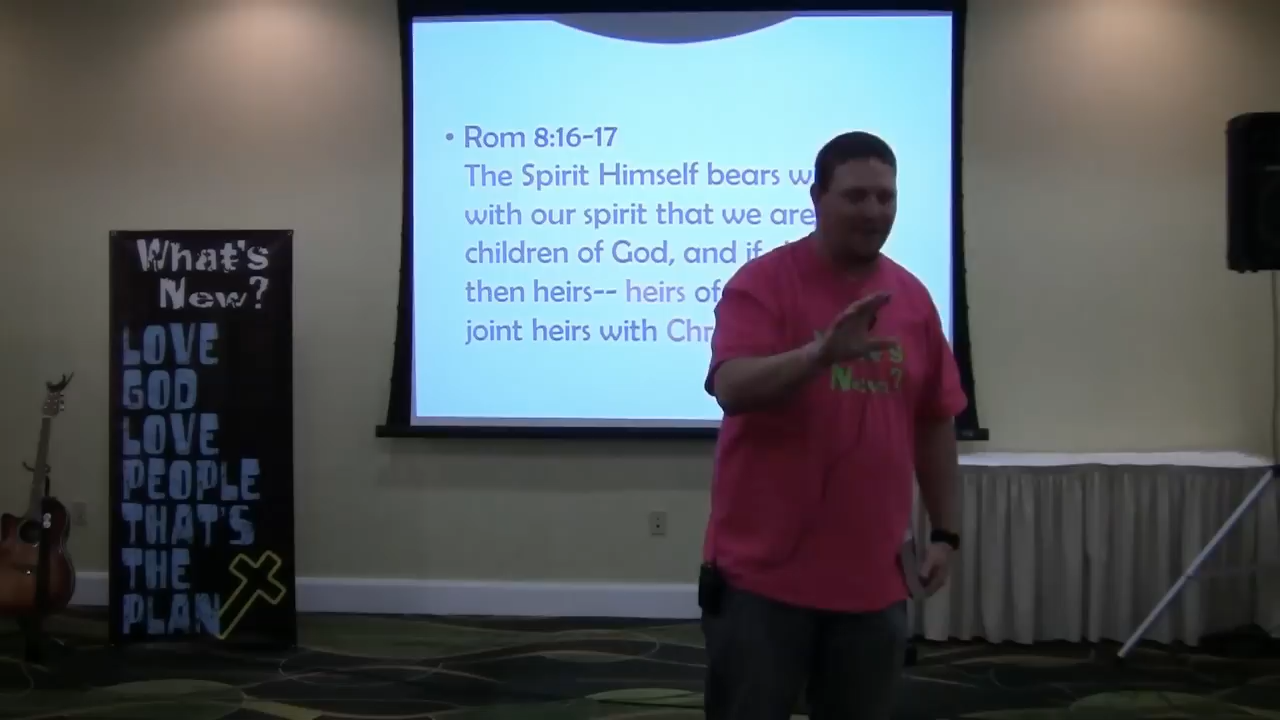 What's
New?
LOVE
GOD
LOVE
PEOPLE
THAT'S
THE
PLAN
• Rom 8:16-17
The Spirit Himself bears
with our spirit that we are
children of God, and if
then heirs-- heirs of
joint heirs with
New?